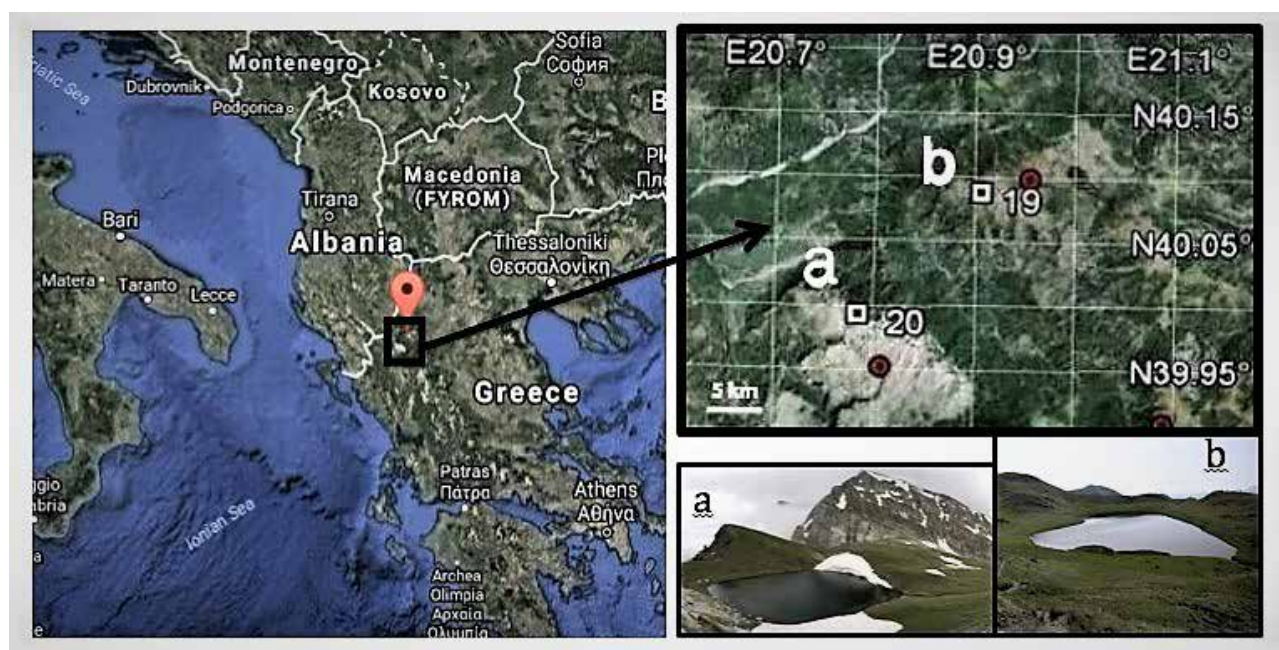 Sofia
София
Montenegro
Dubrovnik
Podgorica
Kosovo
Macedonia
(FYROM)
Tirana
Bari
Albania
Thessaloniki
Θεσσαλονίκη
Matera
Taranto
Lecce
Greece
Patras
Πάτρα
Athens
Αθήνα
Ionian Sea
Archea
Olimpia
Αρχαία
Ολυμπία
E20.7°
E20.9°
E21.1°
N40.15°
b
19
N40.05°
a
20
N39.95°
5 km
a
b